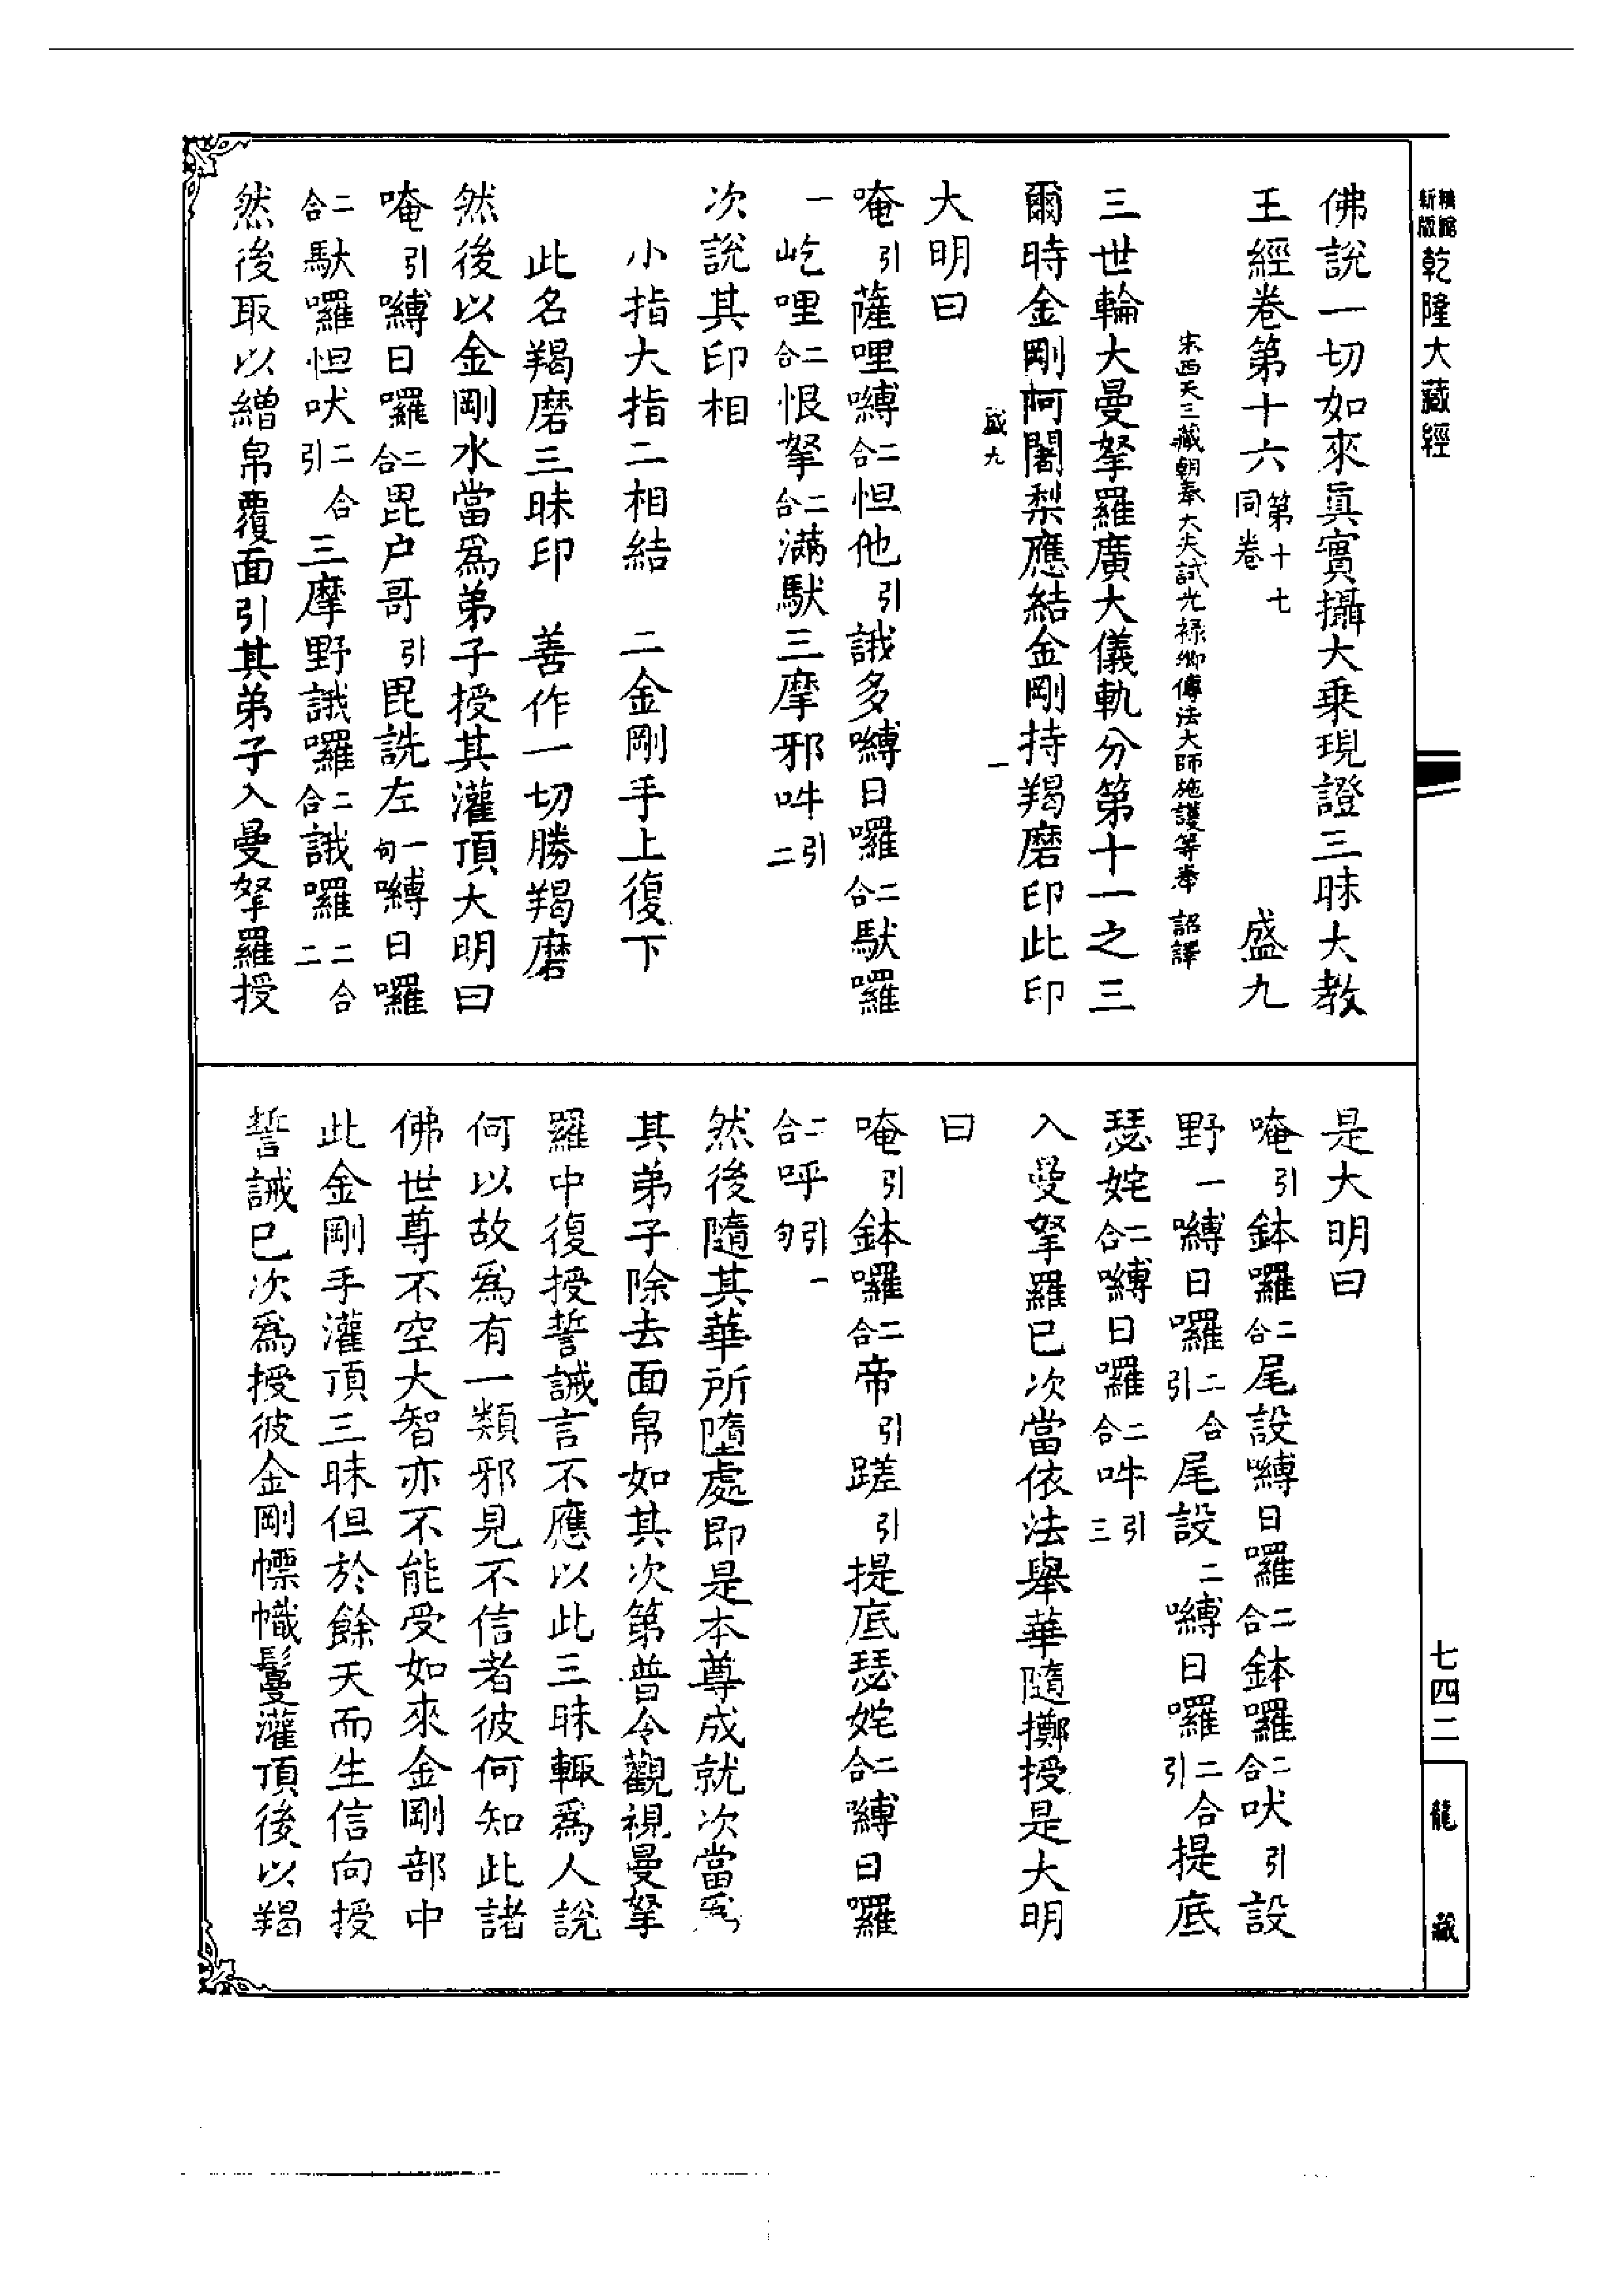 精繕新版乾隆大藏經
佛說一切如來眞實攝大乘現證三昧大教
王經卷第十六第十七同卷 盛九
宋西天三藏朝奉大夫試光祿卿傳法大師施護等奉 詔譯
三世輪大曼拏羅廣大儀軌分第十一之三
爾時金剛阿闍梨應結金剛持羯磨印此印
盛九 一
大明曰
唵引薩哩嚩二合怛他引誐多嚩日囉二合馱囉
一屹哩二合恨拏二合滿馱三摩邪吽引二
次說其印相
小指大指二相結 二金剛手上復下
此名羯磨三昧印 善作一切勝羯磨
然後以金剛水當爲弟子授其灌頂大明曰
唵引嚩日囉二合毘户哥引毘詵左一句嚩日囉
二合馱囉怛吠二合引三摩野誐囉二合誐囉二合二
然後取以繒帛覆面引其弟子入曼拏羅授
是大明曰
唵引鉢囉二合尾設嚩日囉二合鉢囉二合吠引設
野一嚩日囉二合引尾設二嚩日囉二合引提底
瑟姹二合嚩日囉二合吽引三
入曼拏羅已次當依法舉華隨擲授是大明
曰
唵引鉢囉二合帝引蹉引提底瑟姹二合嚩日囉
二合呼引一句
然後隨其華所墮處即是本尊成就次當爲
其弟子除去面帛如其次第普令觀視曼拏
羅中復授誓誡言不應以此三昧輙爲人說
何以故爲有一類邪見不信者彼何知此諸
佛世尊不空大智亦不能受如來金剛部中
此金剛手灌頂三昧但於餘天而生信向授
誓誡已次爲授彼金剛幖幟鬘灌頂後以羯
七四二
龍藏